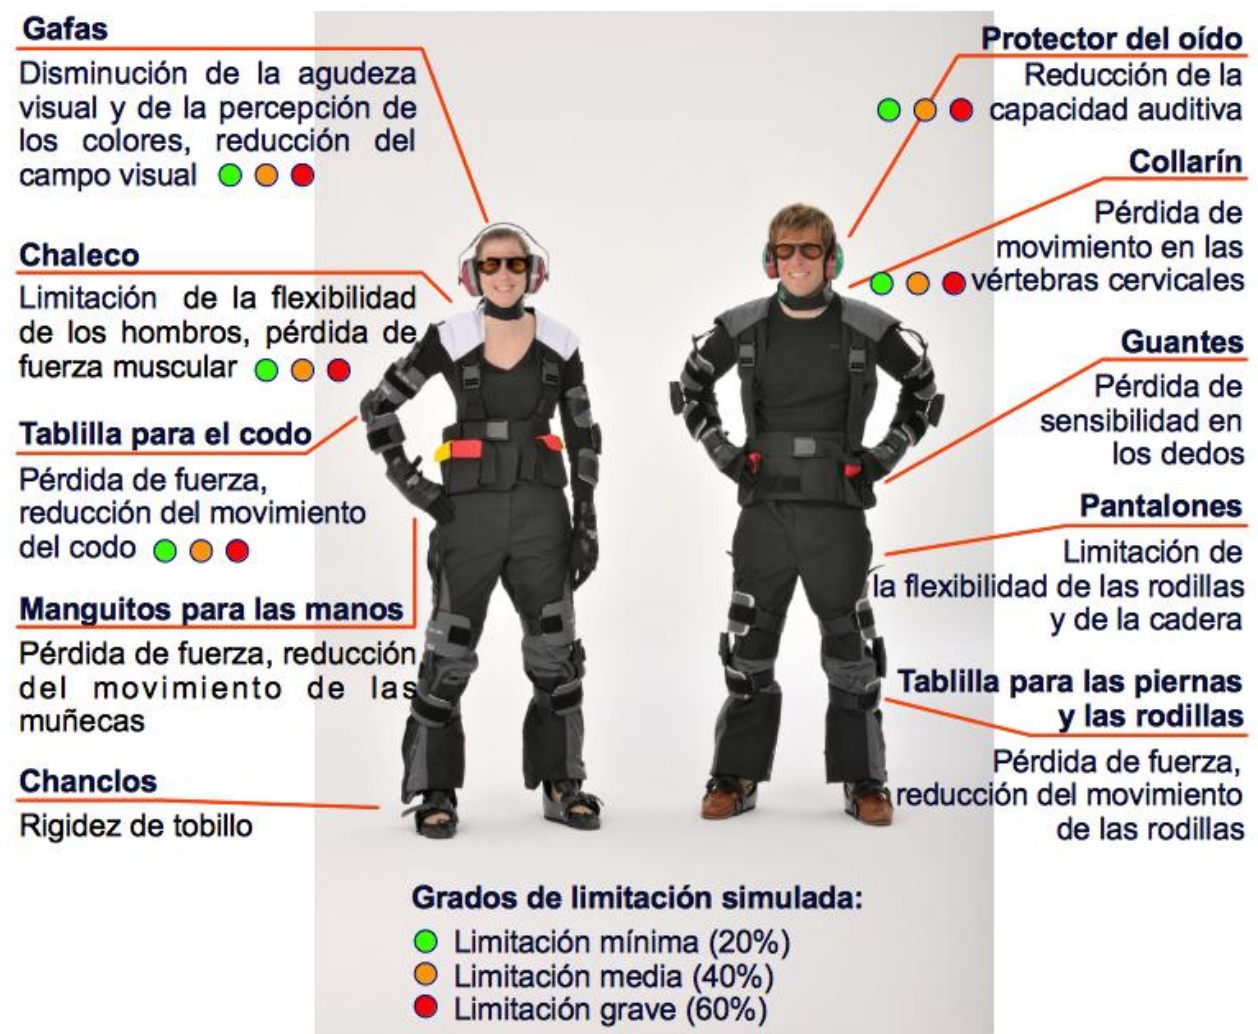 Gafas
Disminución de la agudeza
visual y de la percepción de
los colores, reducción del
campo visual
Chaleco
Limitación de la flexibilidad
de los hombros, pérdida de
fuerza muscular
Tablilla para el codo
Pérdida de fuerza,
reducción del movimiento
del codo
Manguitos para las manos
Pérdida de fuerza, reducción
del movimiento de las
muñecas
Chanclos
Rigidez de tobillo
Protector del oído
Reducción de la
capacidad auditiva
Collarín
Pérdida de
movimiento en las
vértebras cervicales
Guantes
Pérdida de
sensibilidad en
los dedos
Pantalones
Limitación de
la flexibilidad de las rodillas
y de la cadera
Tablilla para las piernas
y las rodillas
Pérdida de fuerza,
reducción del movimiento
de las rodillas
Grados de limitación simulada:
Limitación mínima (20%)
Limitación media (40%)
Limitación grave (60%)